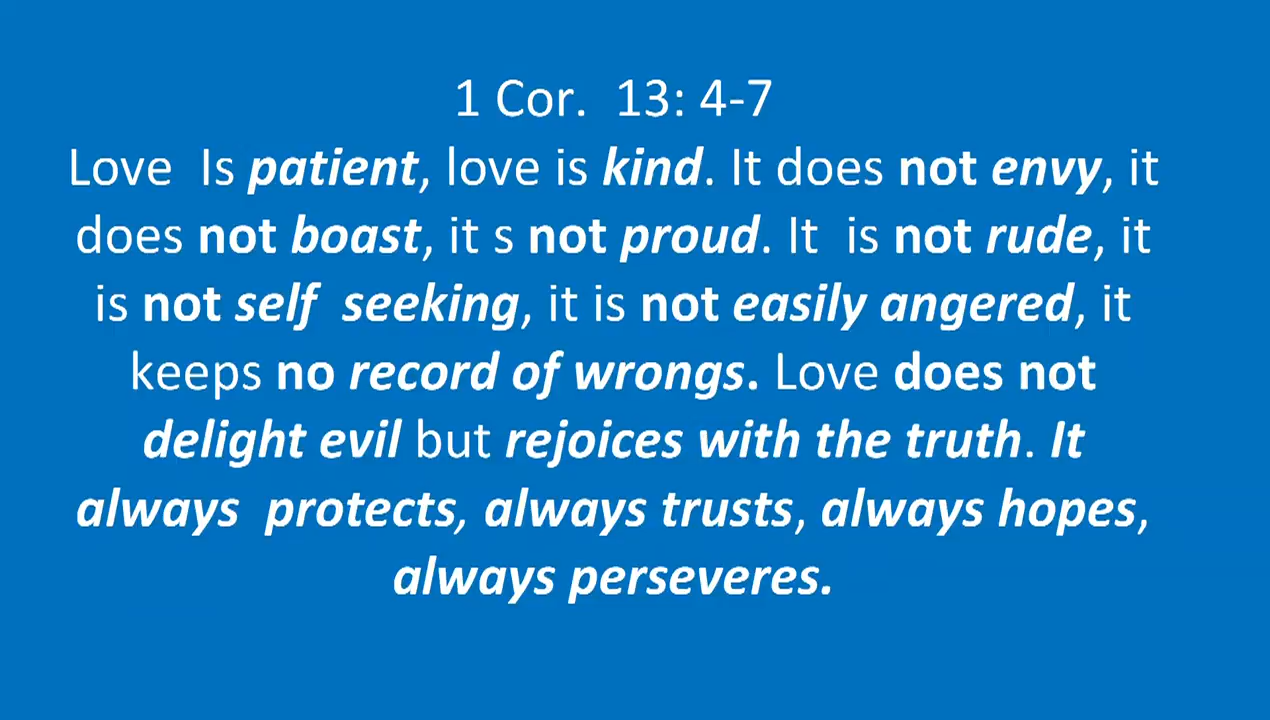 1 Cor.  13: 4-7
Love  Is patient, love is kind. It does not envy, it
does not boast, it s not proud. It  is not rude, it
is not self  seeking, it is not easily angered, it
keeps no record of wrongs. Love does not
delight evil but rejoices with the truth. It
always  protects, always trusts, always hopes,
always perseveres.